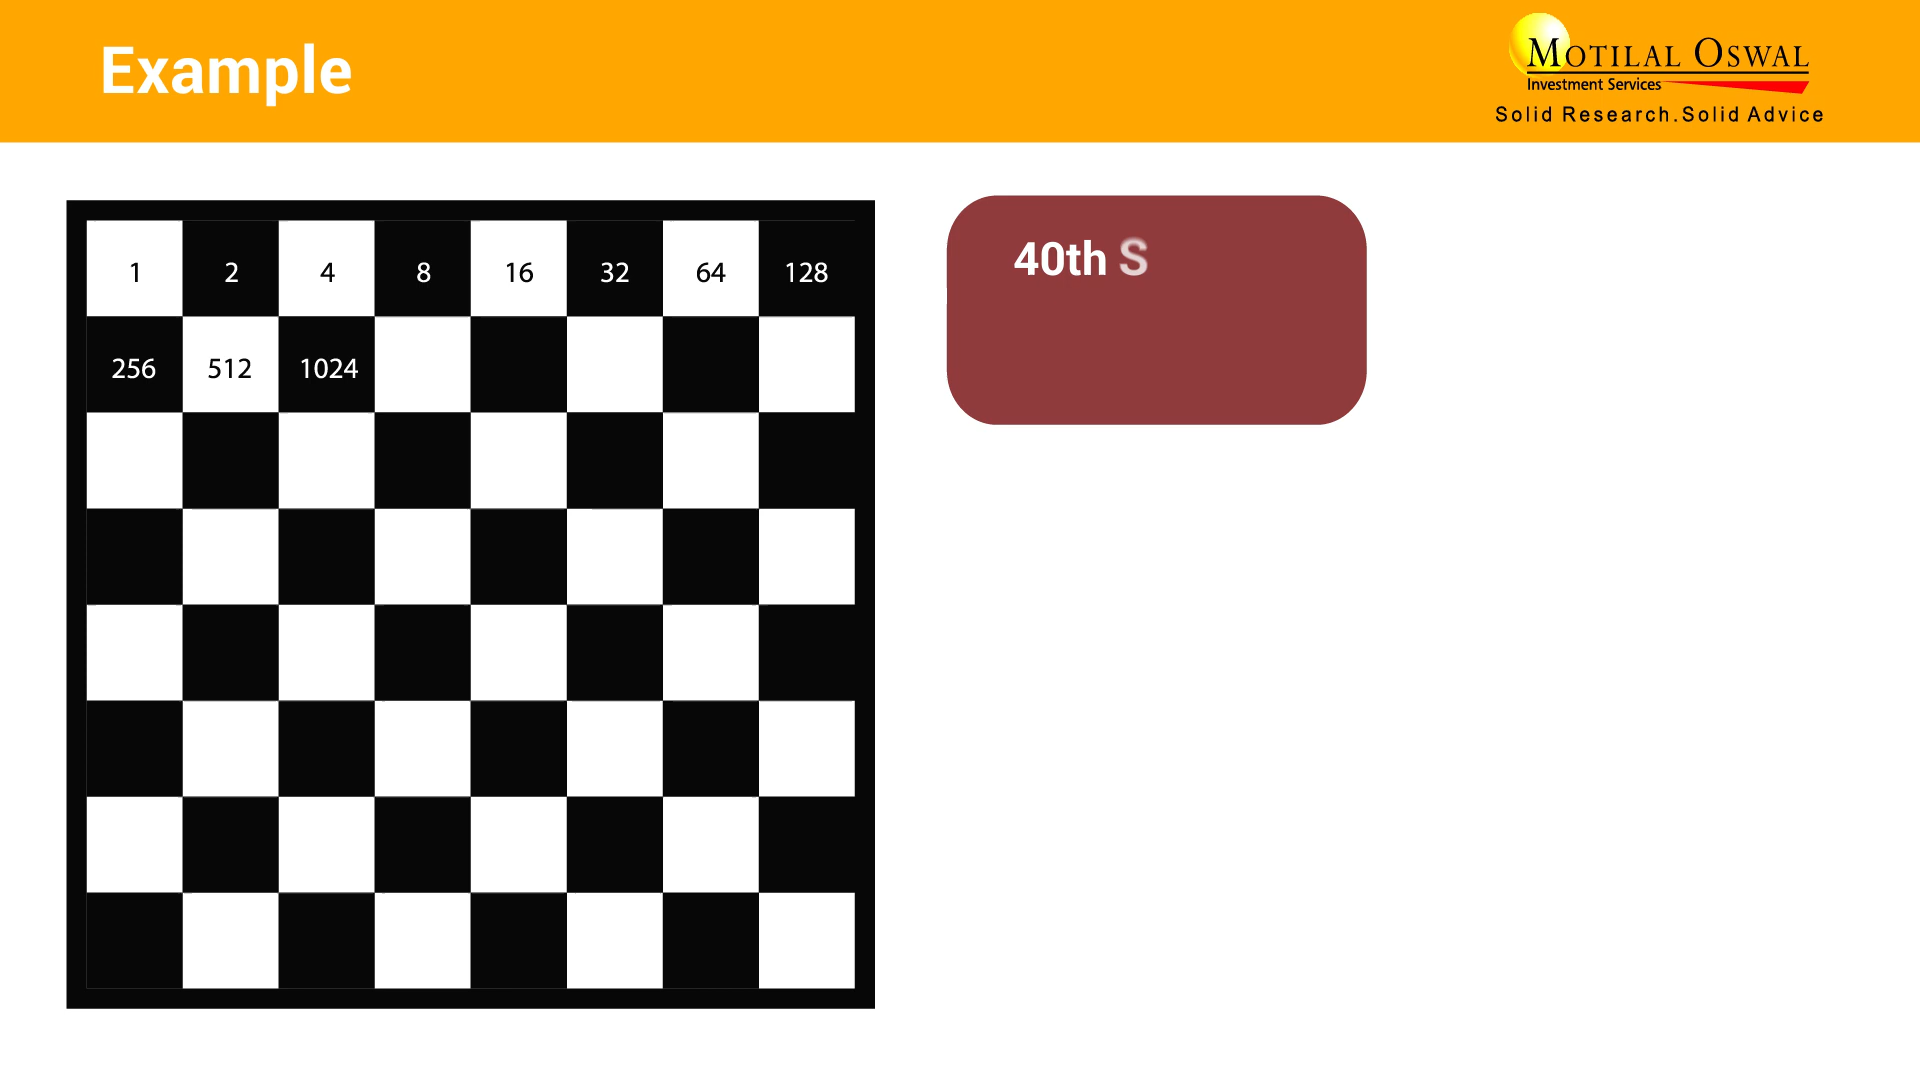 Example
MOTILAL OSWAL
Investment Services
Solid Research.Solid Advice
1 2 4 8 16 32 64 128
256 512 1024
40th S